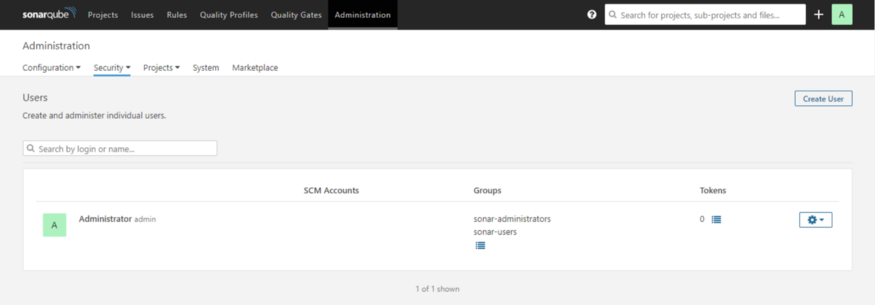 sonarqube Projects Issues Rules Quality Profiles Quality Gates Administration ? Search for projects, sub-projects and files... + A
Administration
Configuration Security Projects System Marketplace
Users
Create User
Create and administer individual users.
Search by login or name...
SCM Accounts Groups Tokens
A Administrator admin sonar-administrators 0
sonar-users
1 of 1 shown